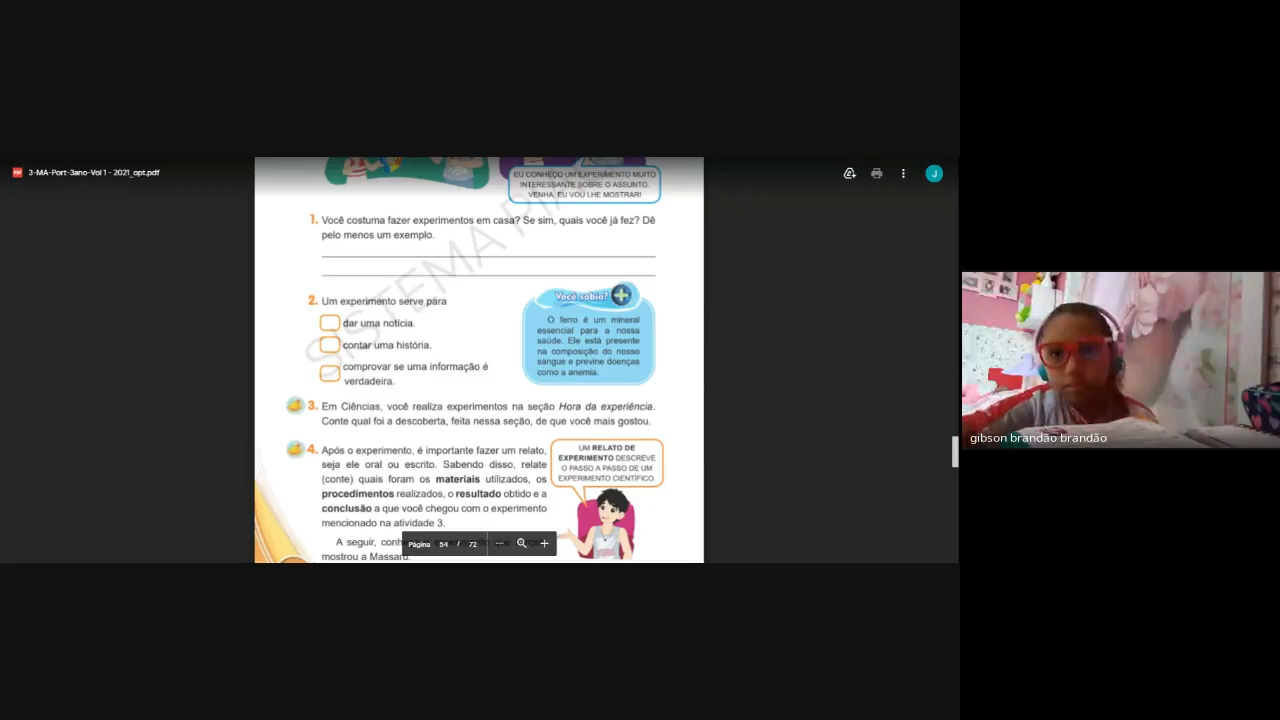 3-MA-Port-3ano-Vol 1 - 2021_opt.pdf
J
EU CONHEÇO UM EXPERIMENTO MUITO
INTERESSANTE SOBRE O ASSUNTO.
VENHA, EU VOU LHE MOSTRAR!
1. Você costuma fazer experimentos em casa? Se sim, quais você já fez? Dê
pelo menos um exemplo.
2. Um experimento serve para
dar uma notícia.
contar uma história.
comprovar se uma informação é
verdadeira.
Você sabia?
O ferro é um mineral
essencial para a nossa
saúde. Ele está presente
na composição do nosso
sangue e previne doenças
como a anemia.
3. Em Ciências, você realiza experimentos na seção Hora da experiência.
Conte qual foi a descoberta, feita nessa seção, de que você mais gostou.
4. Após o experimento, é importante fazer um relato,
seja ele oral ou escrito. Sabendo disso, relate
(conte) quais foram os materiais utilizados, os
procedimentos realizados, o resultado obtido e a
conclusão a que você chegou com o experimento
mencionado na atividade 3.
UM RELATO DE
EXPERIMENTO DESCREVE
O PASSO A PASSO DE UM
EXPERIMENTO CIENTÍFICO.
A seguir,
mostrou a Massaru.
Página 54 / 72
SISTEMA
gibson brandão brandão